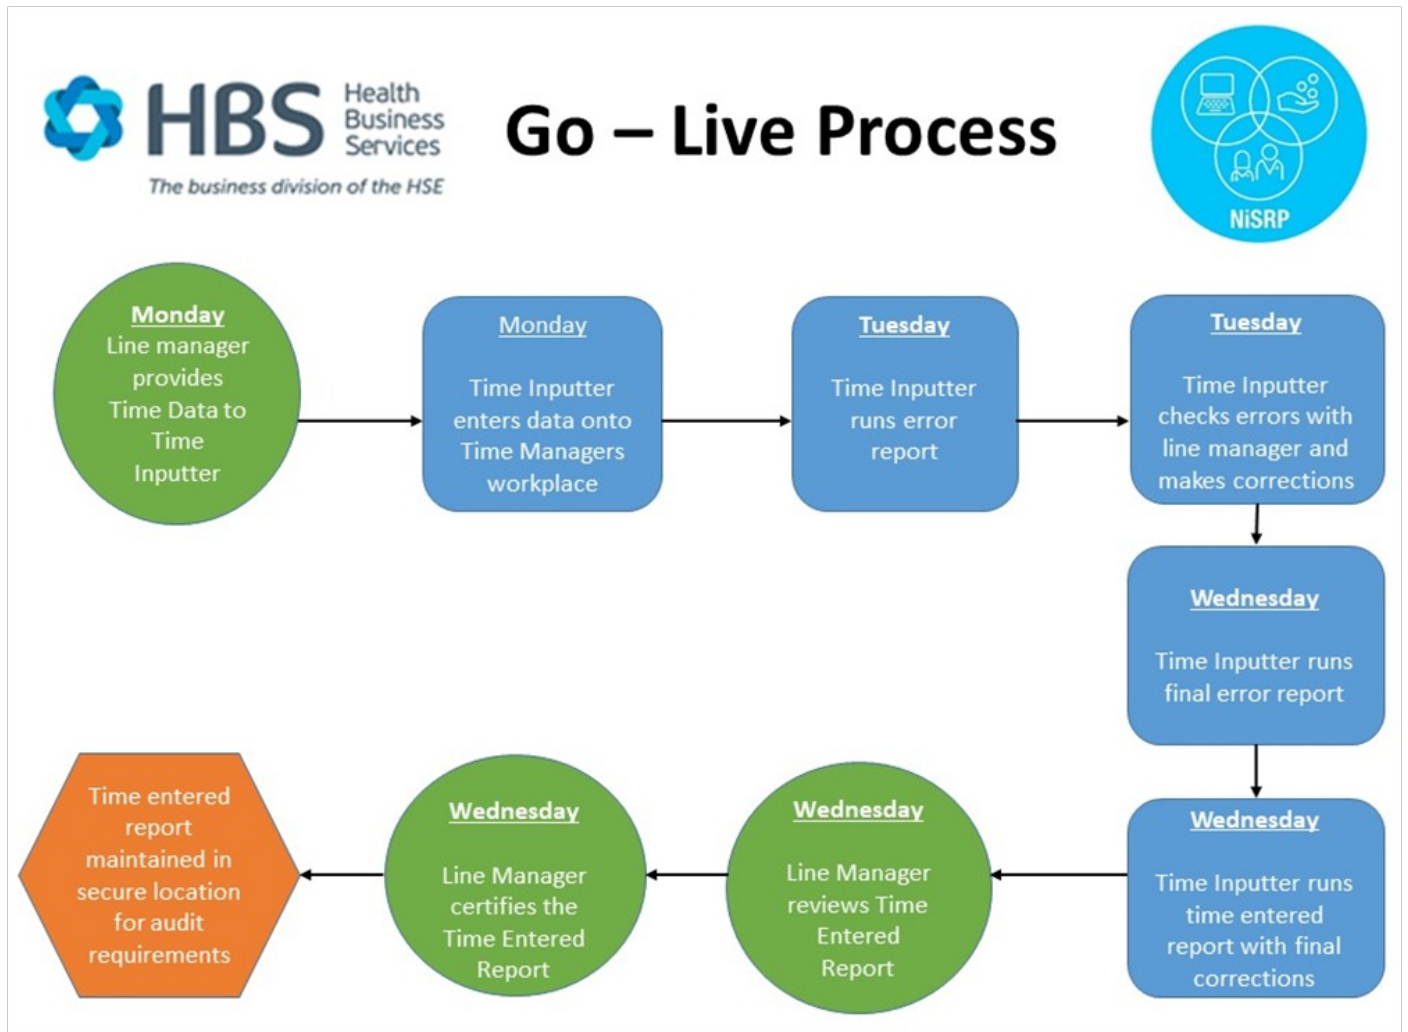 HBS
Health
Business
Services
The business division of the HSE
Go – Live Process
NiSRP
Monday
Line manager
provides
Time Data to
Time
Inputter
Monday
Time Inputter
enters data onto
Time Managers
workplace
Tuesday
Time Inputter
runs error
report
Tuesday
Time Inputter
checks errors with
line manager and
makes corrections
Wednesday
Time Inputter runs
final error report
Wednesday
Time Inputter runs
time entered
report with final
corrections
Wednesday
Line Manager
reviews Time
Entered
Report
Wednesday
Line Manager
certifies the
Time Entered
Report
Time entered
report
maintained in
secure location
for audit
requirements